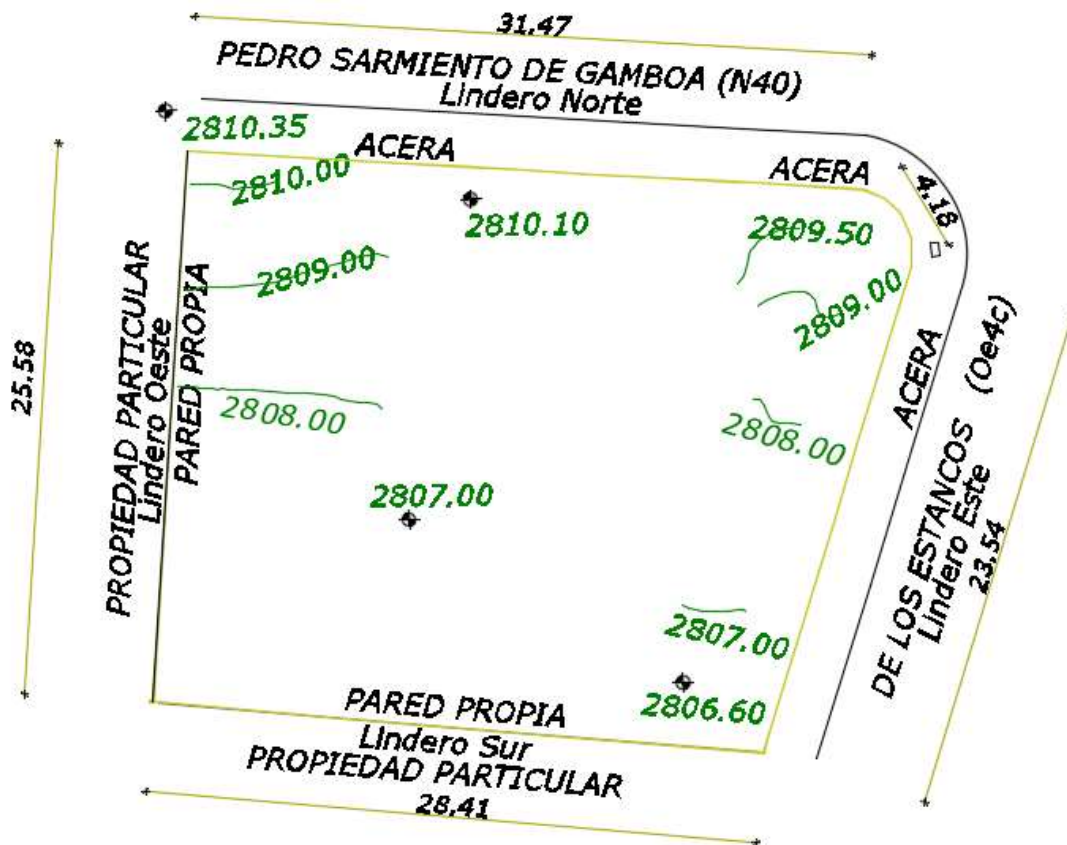 31.47
PEDRO SARMIENTO DE GAMBOA (N40)
Lindero Norte
2810.35
ACERA
ACERA
4.18
2810.00
2810.10
2809.50
2809.00
2809.00
ACERA
25.58
PROPIEDAD PARTICULAR
Lindero Oeste
PARED PROPIA
2808.00
2808.00
DE LOS ESTANCOS (Oe4c)
Lindero Este
23.54
2807.00
2807.00
2806.60
PARED PROPIA
Lindero Sur
PROPIEDAD PARTICULAR
28.41